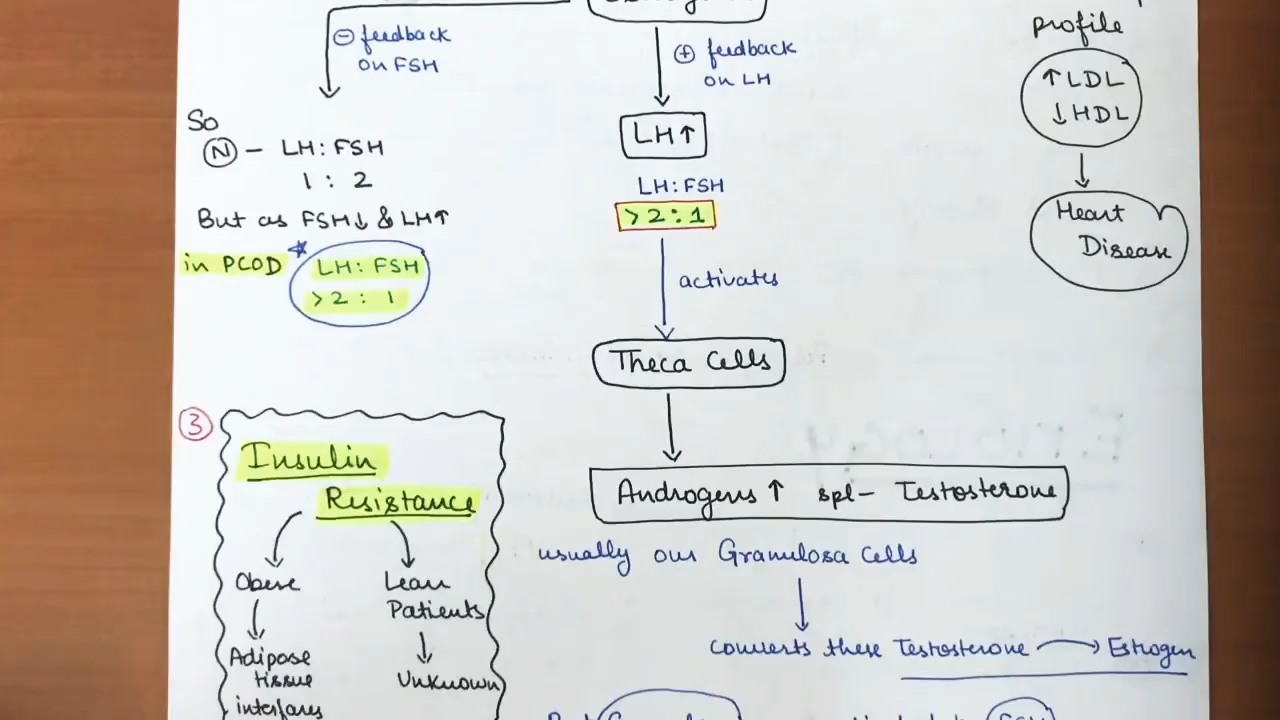 ⊖ feedback
on FSH
⊕ feedback
on LH
LH↑
LH:FSH
>2:1
activates
Theca Cells
Androgens ↑ spl- Testosterone
usually our Granulosa Cells
converts these Testosterone → Estrogen
So
Ⓝ - LH:FSH
1 : 2
But as FSH↓ & LH↑
in PCOD * LH:FSH
>2 : 1
③
Insulin
Resistance
Obese
Adipose
tissue
interfares
Lean
Patients
Unknown
profile
↑LDL
↓HDL
Heart
Disease